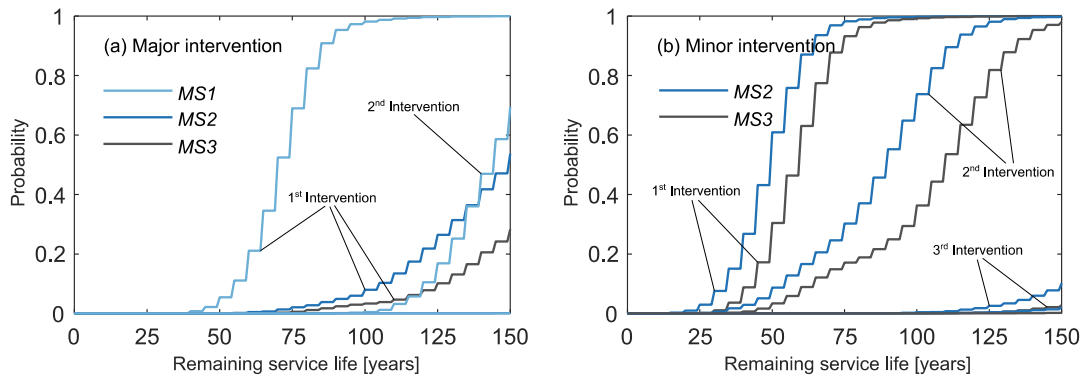 (a) Major intervention
MS1
MS2
MS3
2nd Intervention
1st Intervention
Probability
0
0.2
0.4
0.6
0.8
1
0 25 50 75 100 125 150
Remaining service life [years]
(b) Minor intervention
MS2
MS3
1st Intervention
2nd Intervention
3rd Intervention
Probability
0
0.2
0.4
0.6
0.8
1
0 25 50 75 100 125 150
Remaining service life [years]